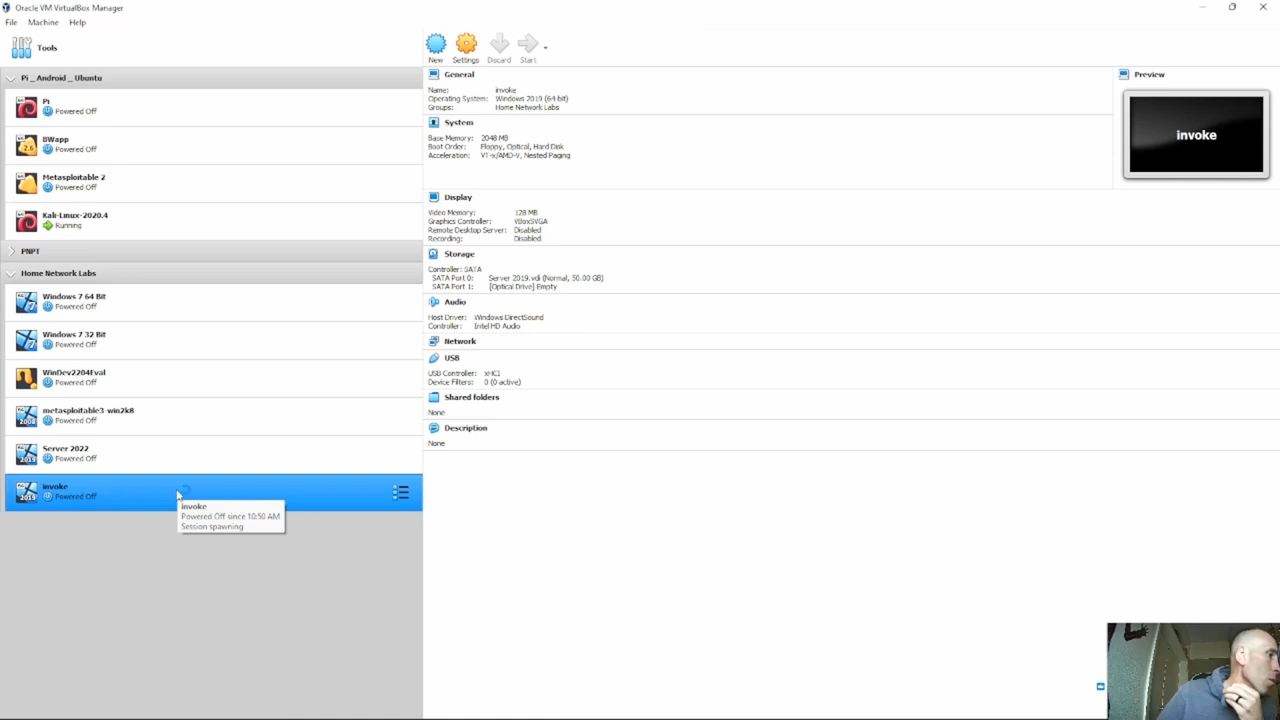 Oracle VM VirtualBox Manager
File Machine Help
Tools
New Settings Discard Start
Pi _ Android _ Ubuntu
Pi
Powered Off
BWapp
Powered Off
Metasploitable 2
Powered Off
Kali-Linux-2020.4
Running
PNPT
Home Network Labs
Windows 7 64 Bit
Powered Off
Windows 7 32 Bit
Powered Off
WinDev2204Eval
Powered Off
metasploitable3-win2k8
Powered Off
Server 2022
Powered Off
invoke
Powered Off
invoke
Powered Off since 10:50 AM
Session spawning
General
Name: invoke
Operating System: Windows 2019 (64-bit)
Groups: Home Network Labs
System
Base Memory: 2048 MB
Boot Order: Floppy, Optical, Hard Disk
Acceleration: VT-x/AMD-V, Nested Paging
Display
Video Memory: 128 MB
Graphics Controller: VBoxSVGA
Remote Desktop Server: Disabled
Recording: Disabled
Storage
Controller: SATA
SATA Port 0: Server 2019.vdi (Normal, 50.00 GB)
SATA Port 1: [Optical Drive] Empty
Audio
Host Driver: Windows DirectSound
Controller: Intel HD Audio
Network
USB
USB Controller: xHCI
Device Filters: 0 (0 active)
Shared folders
None
Description
None
Preview
invoke